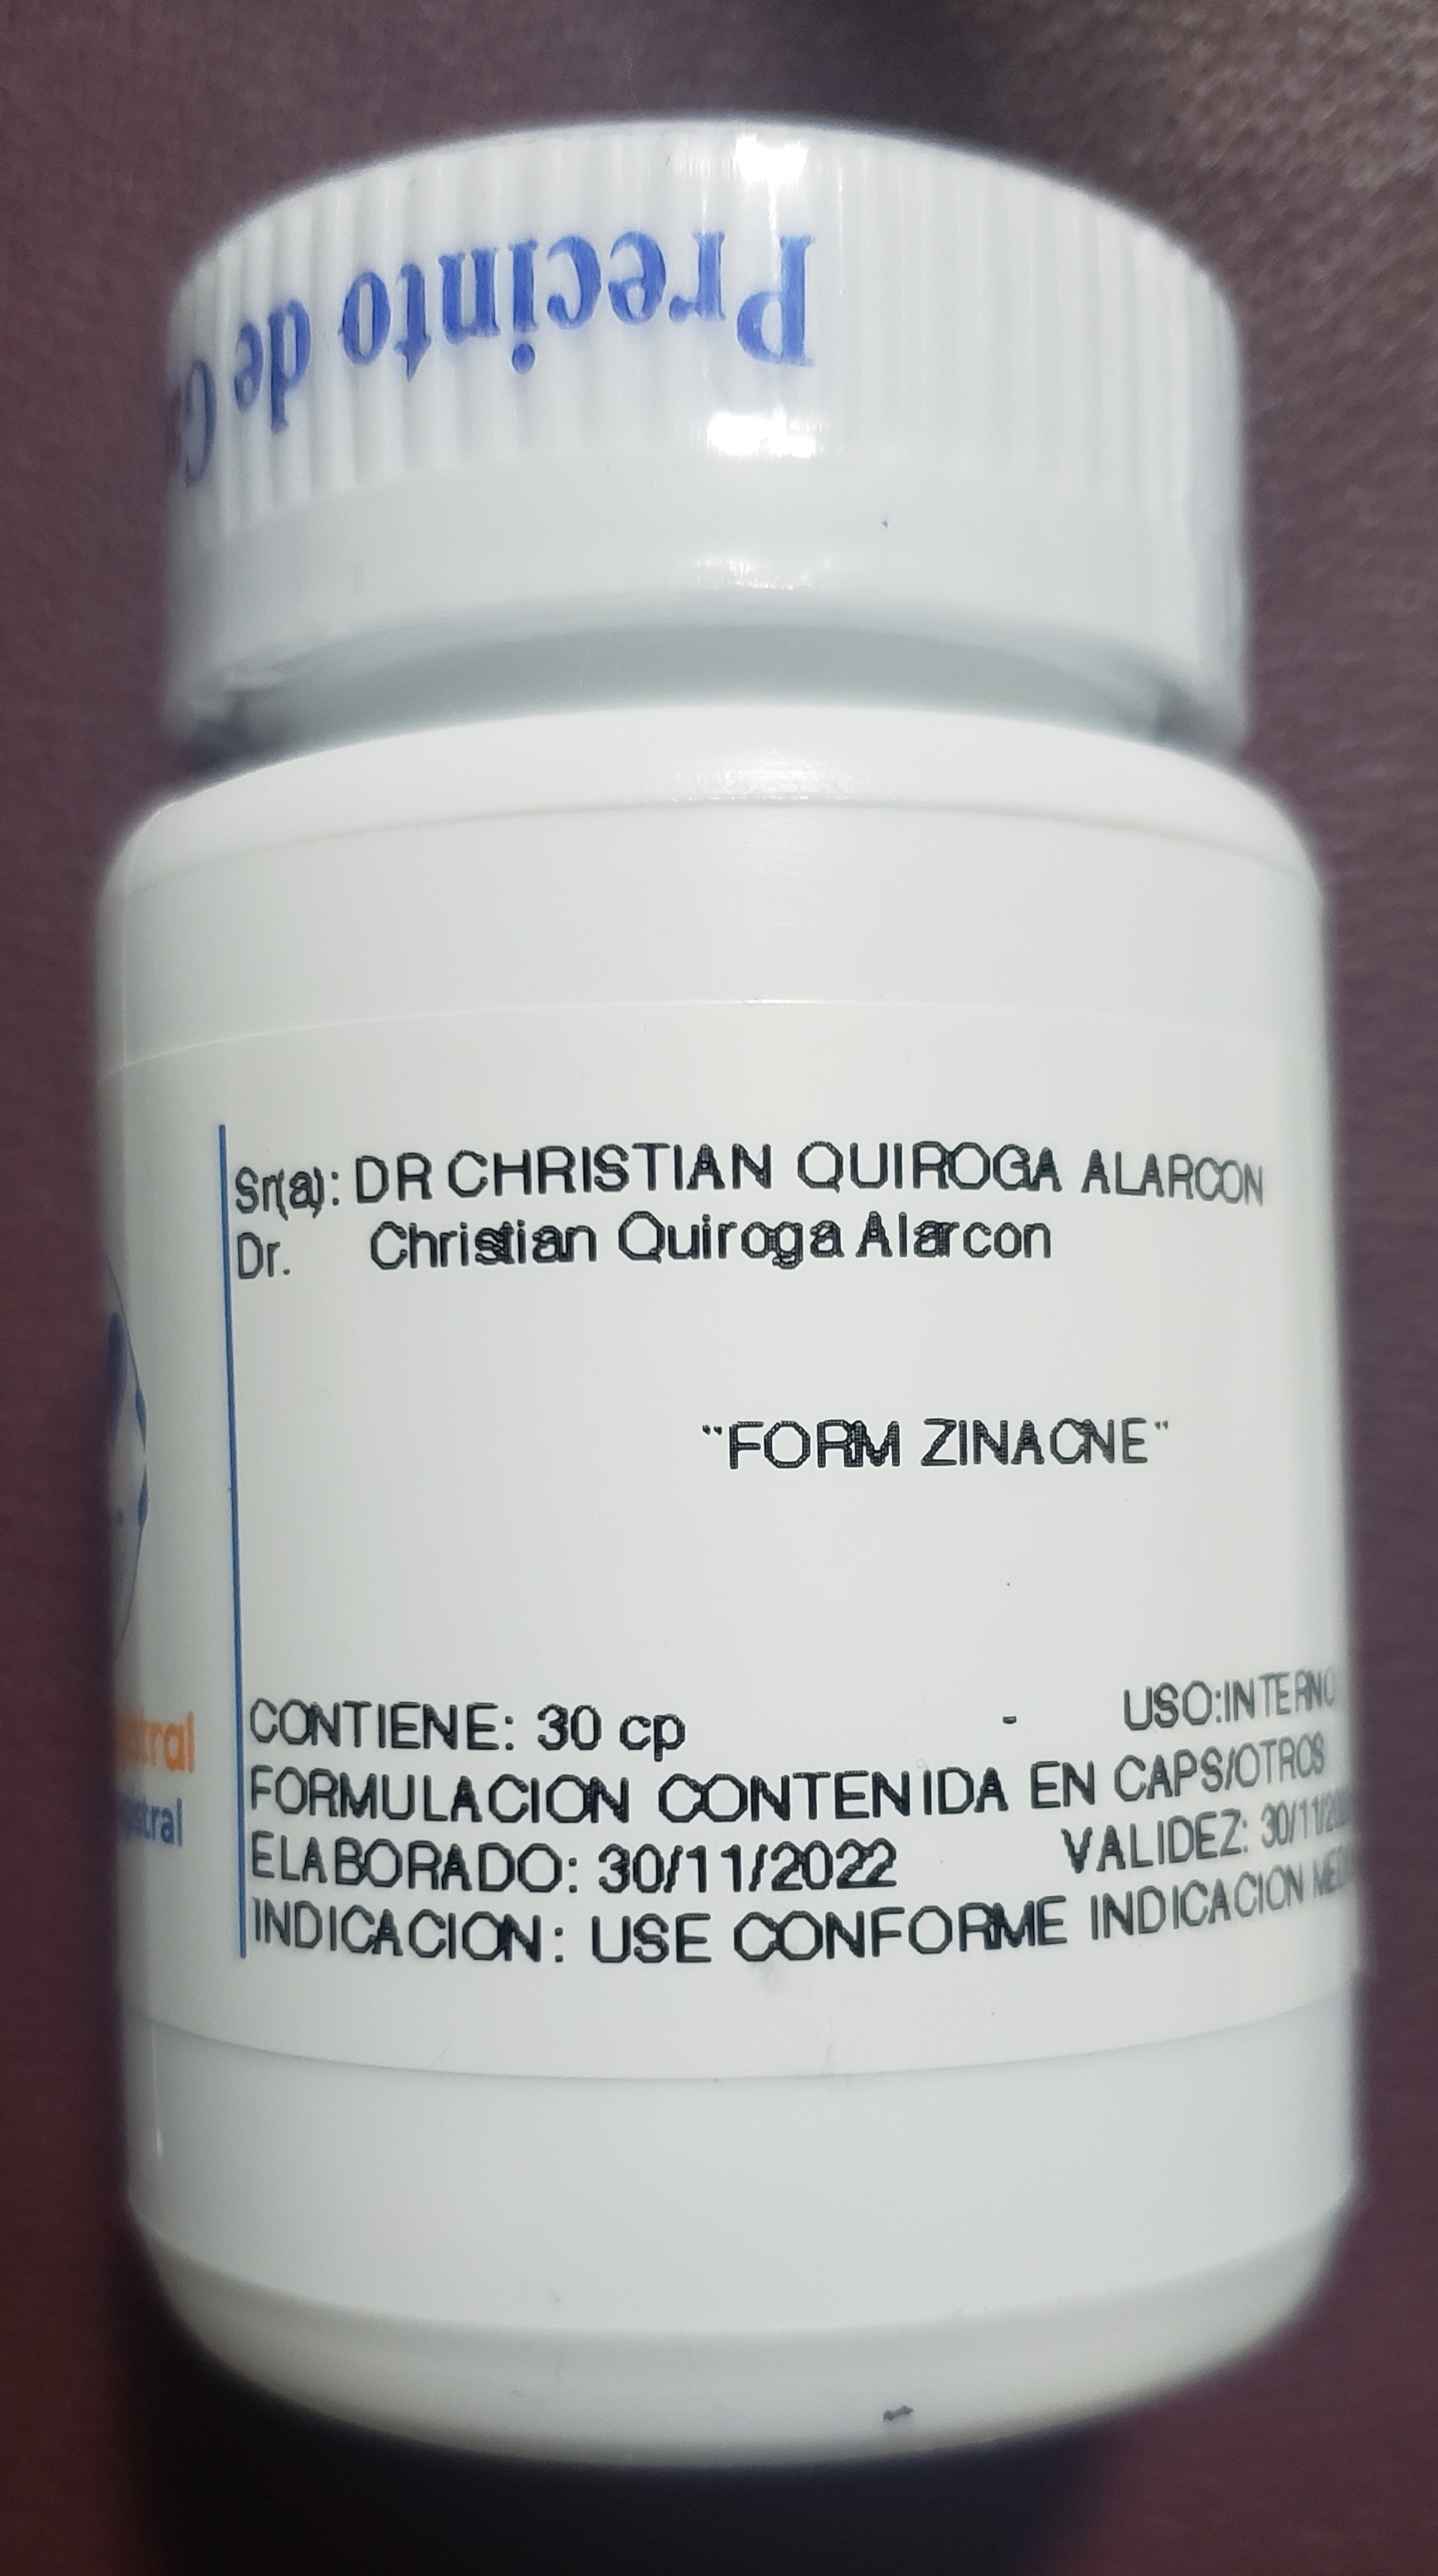 Precinto de
Sr(a): DR CHRISTIAN QUIROGA ALARCON
Dr. Christian Quiroga Alarcon
"FORM ZINACNE"
CONTIENE: 30 cp - USO:INTERNO
FORMULACION CONTENIDA EN CAPS/OTROS
ELABORADO: 30/11/2022 VALIDEZ:
INDICACION: USE CONFORME INDICACION